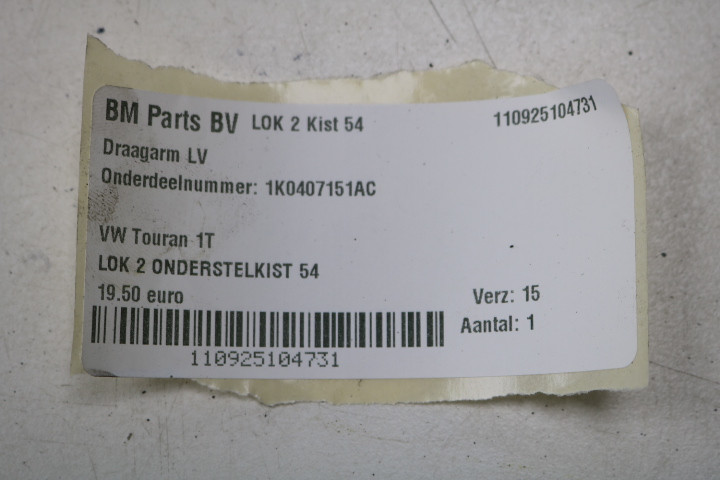 BM Parts BV LOK 2 Kist 54 110925104731
Draagarm LV
Onderdeelnummer: 1K0407151AC
VW Touran 1T
LOK 2 ONDERSTELKIST 54
19.50 euro Verz: 15
Aantal: 1
110925104731